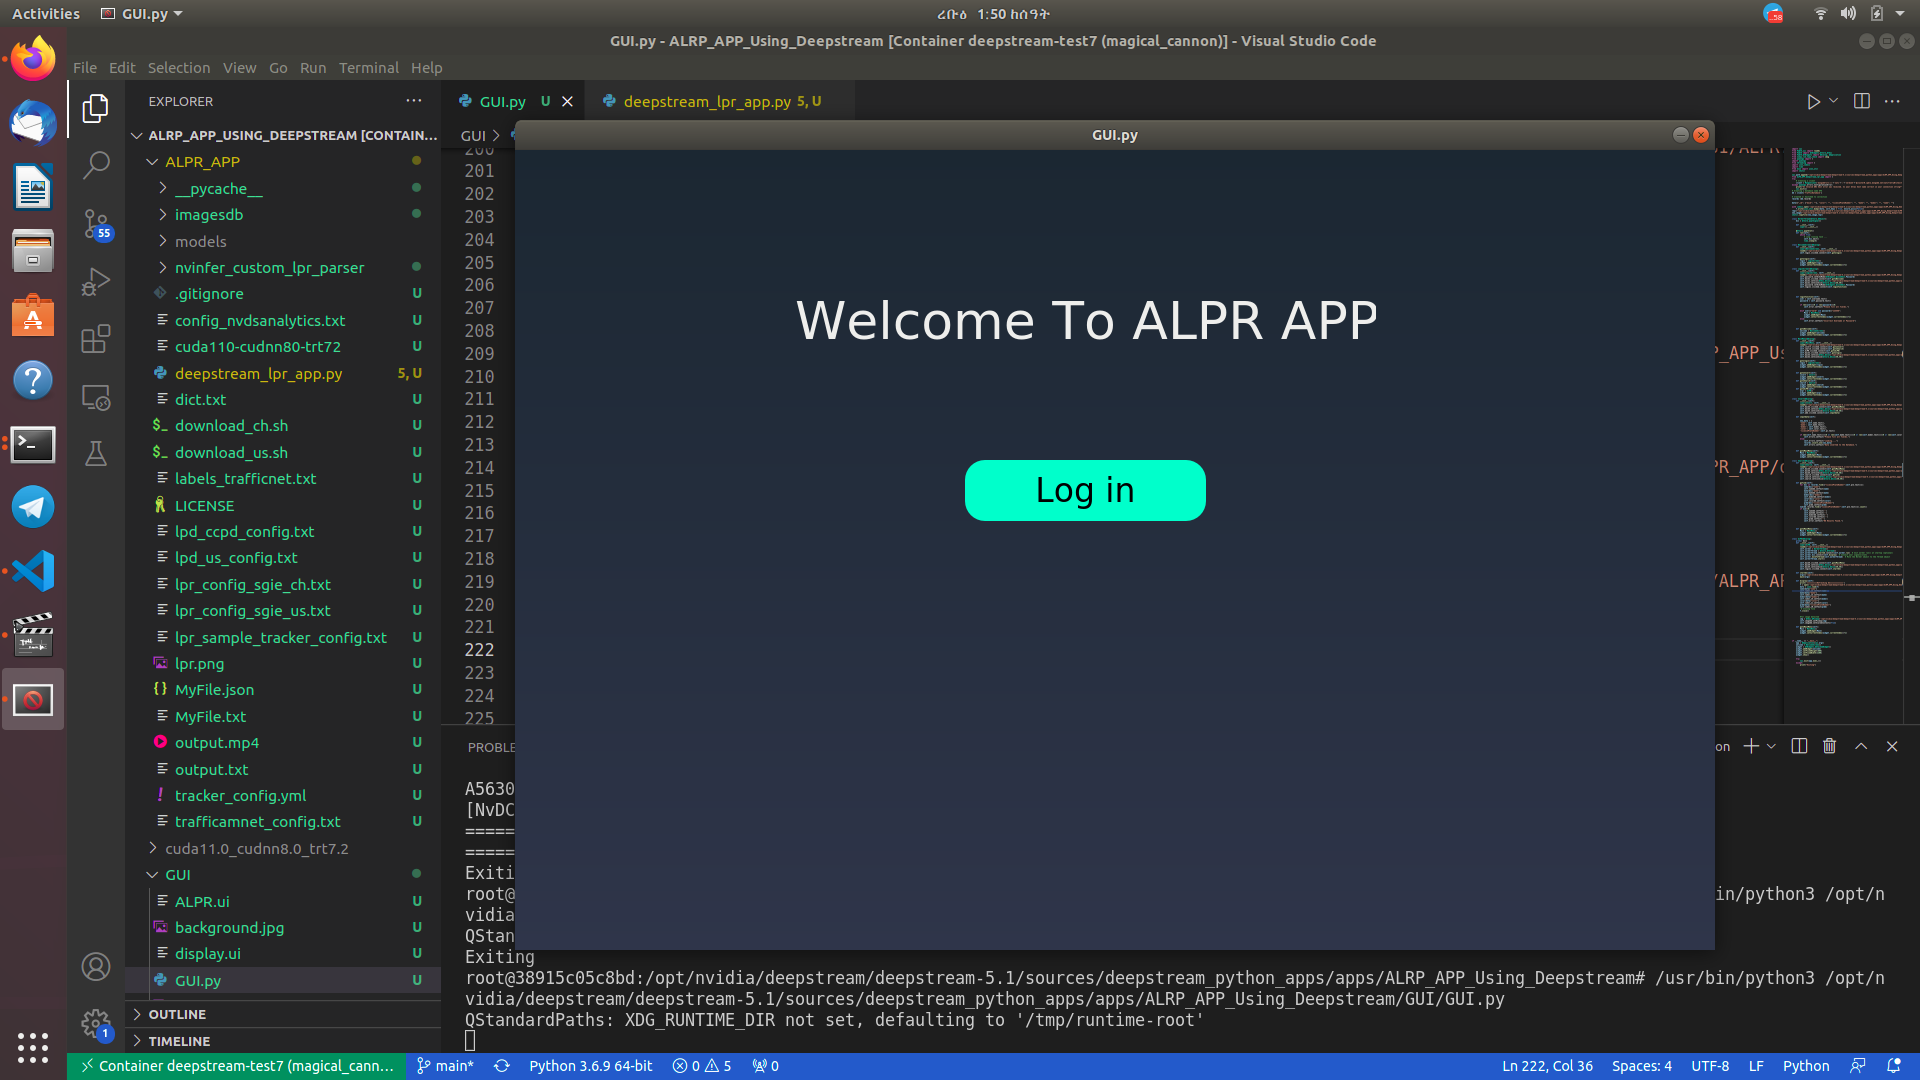 Activities
GUI.py
ረቡዕ 1:50 ከሰዓት
58
GUI.py - ALRP_APP_Using_Deepstream [Container deepstream-test7 (magical_cannon)] - Visual Studio Code
File Edit Selection View Go Run Terminal Help
EXPLORER
GUI.py U
deepstream_lpr_app.py 5, U
ALRP_APP_USING_DEEPSTREAM [CONTAIN...
GUI
ALPR_APP
__pycache__
imagesdb
models
nvinfer_custom_lpr_parser
.gitignore U
config_nvdsanalytics.txt U
cuda110-cudnn80-trt72 U
deepstream_lpr_app.py 5, U
dict.txt U
download_ch.sh U
download_us.sh U
labels_trafficnet.txt U
LICENSE U
lpd_ccpd_config.txt U
lpd_us_config.txt U
lpr_config_sgie_ch.txt U
lpr_config_sgie_us.txt U
lpr_sample_tracker_config.txt U
lpr.png U
MyFile.json U
MyFile.txt U
output.mp4 U
output.txt U
tracker_config.yml U
trafficamnet_config.txt U
cuda11.0_cudnn8.0_trt7.2
GUI
ALPR.ui U
background.jpg U
display.ui U
GUI.py U
OUTLINE
TIMELINE
55
1
200
201
202
203
204
205
206
207
208
209
210
211
212
213
214
215
216
217
218
219
220
221
222
223
224
225
GUI.py
Welcome To ALPR APP
Log in
P_APP_Us
PR_APP/
/ALPR_AP
PROBLE
on
A5630
[NvDC
=====
=====
Exiti
root@ in/python3 /opt/n
vidia
QStan
Exiting
root@38915c05c8bd:/opt/nvidia/deepstream/deepstream-5.1/sources/deepstream_python_apps/apps/ALRP_APP_Using_Deepstream# /usr/bin/python3 /opt/n
vidia/deepstream/deepstream-5.1/sources/deepstream_python_apps/apps/ALRP_APP_Using_Deepstream/GUI/GUI.py
QStandardPaths: XDG_RUNTIME_DIR not set, defaulting to '/tmp/runtime-root'
Container deepstream-test7 (magical_cann... main* Python 3.6.9 64-bit 0 5 0 Ln 222, Col 36 Spaces: 4 UTF-8 LF Python